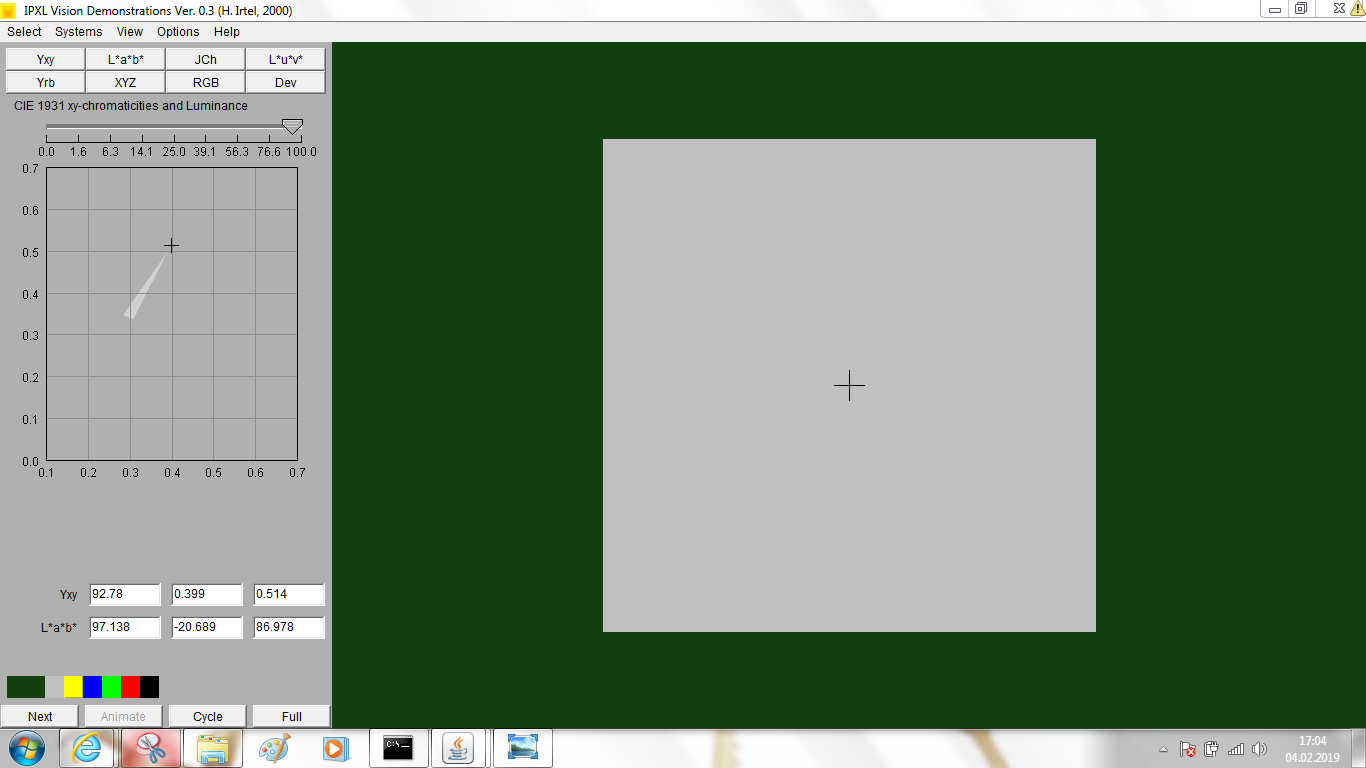 IPXL Vision Demonstrations Ver. 0.3 (H. Irtel, 2000)
Select Systems View Options Help
Yxy L*a*b* JCh L*u*v*
Yrb XYZ RGB Dev
CIE 1931 xy-chromaticities and Luminance
0.0 1.6 6.3 14.1 25.0 39.1 56.3 76.6 100.0
0.7
0.6
0.5
0.4
0.3
0.2
0.1
0.0
0.1 0.2 0.3 0.4 0.5 0.6 0.7
Yxy 92.78 0.399 0.514
L*a*b* 97.138 -20.689 86.978
Next Animate Cycle Full
C:\
17:04
04.02.2019